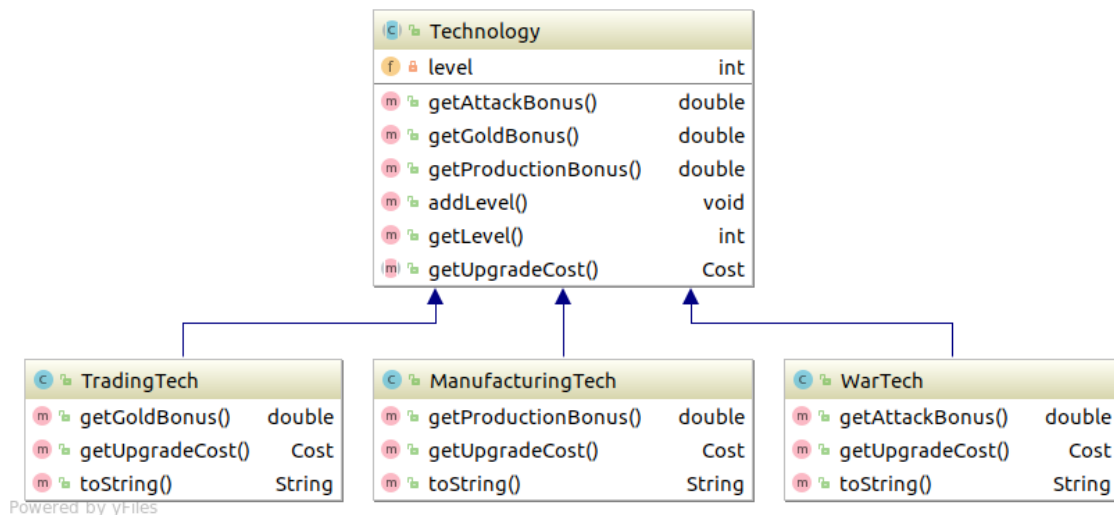 Technology
level int
getAttackBonus() double
getGoldBonus() double
getProductionBonus() double
addLevel() void
getLevel() int
getUpgradeCost() Cost
TradingTech
getGoldBonus() double
getUpgradeCost() Cost
toString() String
ManufacturingTech
getProductionBonus() double
getUpgradeCost() Cost
toString() String
WarTech
getAttackBonus() double
getUpgradeCost() Cost
toString() String
Powered by yFiles